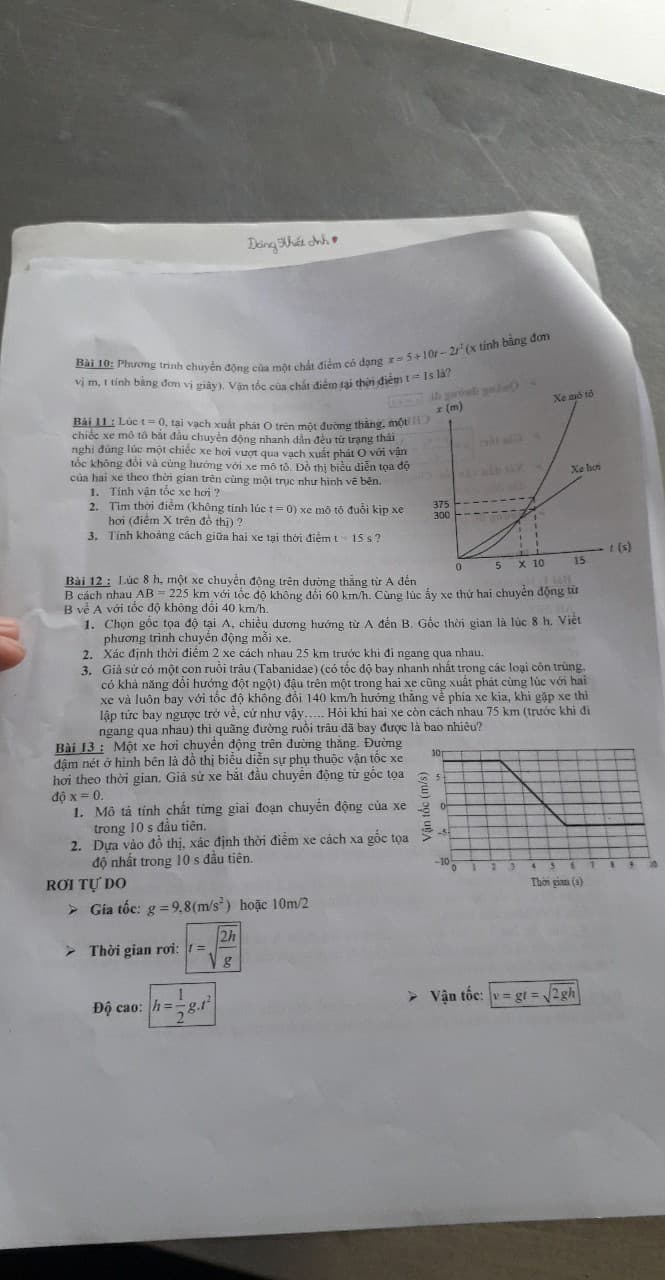 Bài 10: Phương trình chuyển động của một chất điểm có dạng x = 5 + 10t − 2t² (x tính bằng đơn
vị m, t tính bằng đơn vị giây). Vận tốc của chất điểm tại thời điểm t = 1s là?
Bài 11 : Lúc t = 0, tại vạch xuất phát O trên một đường thẳng, một
chiếc xe mô tô bắt đầu chuyển động nhanh dần đều từ trạng thái
nghỉ đúng lúc một chiếc xe hơi vượt qua vạch xuất phát O với vận
tốc không đổi và cùng hướng với xe mô tô. Đồ thị biểu diễn tọa độ
của hai xe theo thời gian trên cùng một trục như hình vẽ bên.
1. Tính vận tốc xe hơi ?
2. Tìm thời điểm (không tính lúc t = 0) xe mô tô đuổi kịp xe
hơi (điểm X trên đồ thị) ?
3. Tính khoảng cách giữa hai xe tại thời điểm t = 15 s ?
x (m)
Xe mô tô
Xe hơi
375
300
0 5 X 10 15 t (s)
Bài 12 : Lúc 8 h, một xe chuyển động trên đường thẳng từ A đến
B cách nhau AB = 225 km với tốc độ không đổi 60 km/h. Cùng lúc ấy xe thứ hai chuyển động từ
B về A với tốc độ không đổi 40 km/h.
1. Chọn gốc tọa độ tại A, chiều dương hướng từ A đến B. Gốc thời gian là lúc 8 h. Viết
phương trình chuyển động mỗi xe.
2. Xác định thời điểm 2 xe cách nhau 25 km trước khi đi ngang qua nhau.
3. Giả sử có một con ruồi trâu (Tabanidae) (có tốc độ bay nhanh nhất trong các loại côn trùng,
có khả năng đổi hướng đột ngột) đậu trên một trong hai xe cũng xuất phát cùng lúc với hai
xe và luôn bay với tốc độ không đổi 140 km/h hướng thẳng về phía xe kia, khi gặp xe thì
lập tức bay ngược trở về, cứ như vậy..... Hỏi khi hai xe còn cách nhau 75 km (trước khi đi
ngang qua nhau) thì quãng đường ruồi trâu đã bay được là bao nhiêu?
Bài 13 : Một xe hơi chuyển động trên đường thẳng. Đường
đậm nét ở hình bên là đồ thị biểu diễn sự phụ thuộc vận tốc xe
hơi theo thời gian. Giả sử xe bắt đầu chuyển động từ gốc tọa
độ x = 0.
1. Mô tả tính chất từng giai đoạn chuyển động của xe
trong 10 s đầu tiên.
2. Dựa vào đồ thị, xác định thời điểm xe cách xa gốc tọa
độ nhất trong 10 s đầu tiên.
Vận tốc (m/s)
10
5
0
−5
−10
0 1 2 3 4 5 6 7 8 9 10
Thời gian (s)
RƠI TỰ DO
➢ Gia tốc: g = 9.8(m/s²) hoặc 10m/2
➢ Thời gian rơi: t = √(2h/g)
Độ cao: h = 1/2 g.t²
➢ Vận tốc: v = gt = √2gh